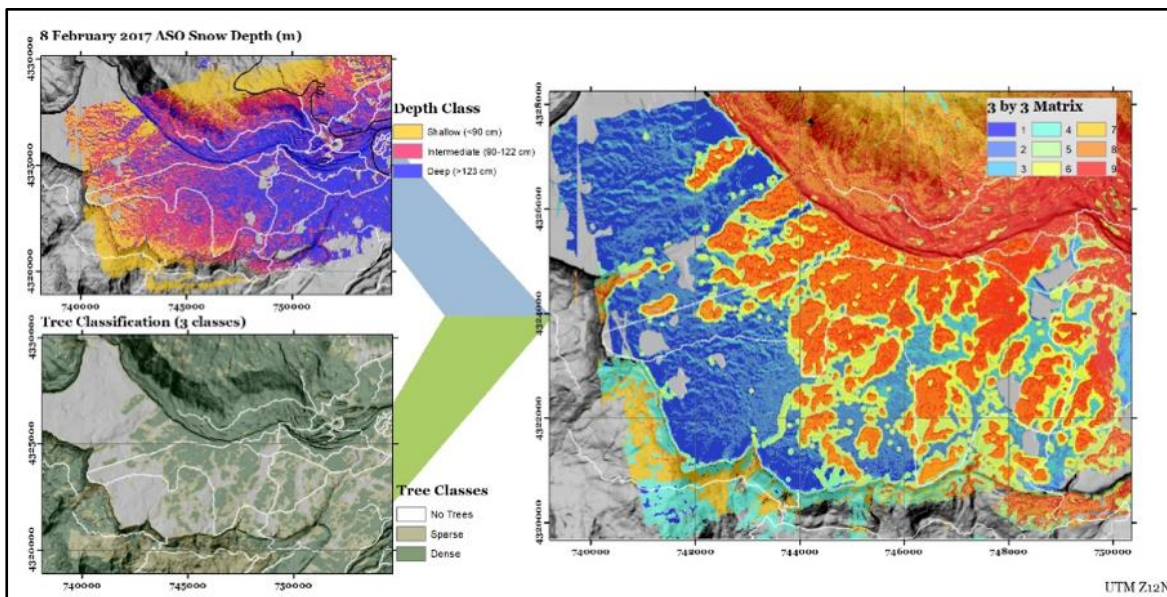 8 February 2017 ASO Snow Depth (m)
4330000
4325000
4320000
740000 745000 750000
Depth Class
Shallow (<90 cm)
Intermediate (90-122 cm)
Deep (>123 cm)
Tree Classification (3 classes)
4330000
4325000
4320000
740000 745000 750000
Tree Classes
No Trees
Sparse
Dense
3 by 3 Matrix
1 4 7
2 5 8
3 6 9
4328000
4326000
4324000
4322000
4320000
740000 742000 744000 746000 748000 750000
UTM Z12N